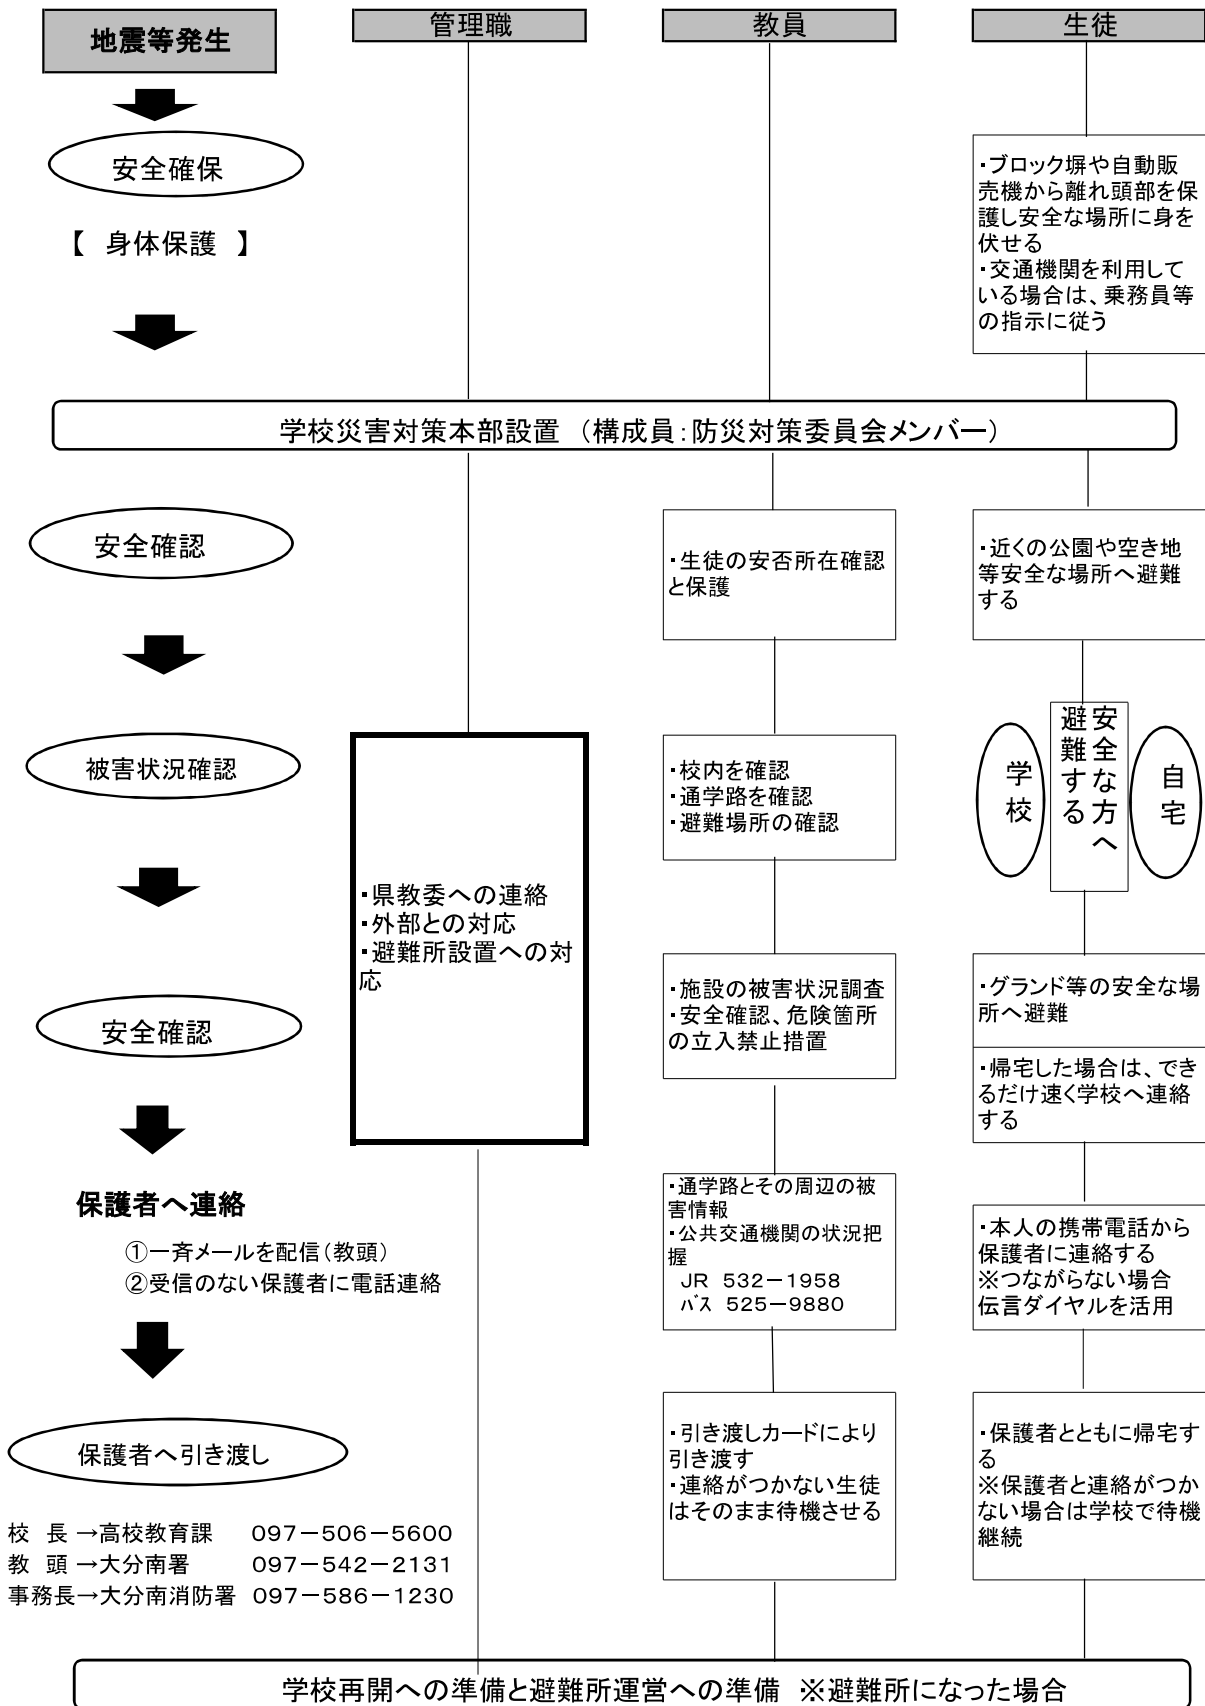 地震等発生
管理職
教員
生徒
安全確保
【 身体保護 】
・ブロック塀や自動販
売機から離れ頭部を保
護し安全な場所に身を
伏せる
・交通機関を利用して
いる場合は、乗務員等
の指示に従う
学校災害対策本部設置 （構成員：防災対策委員会メンバー）
安全確認
・生徒の安否所在確認
と保護
・近くの公園や空き地
等安全な場所へ避難
する
被害状況確認
・県教委への連絡
・外部との対応
・避難所設置への対
応
・校内を確認
・通学路を確認
・避難場所の確認
学校
安全な方へ
避難する
自宅
安全確認
・施設の被害状況調査
・安全確認、危険箇所
の立入禁止措置
・グランド等の安全な場
所へ避難
・帰宅した場合は、でき
るだけ速く学校へ連絡
する
保護者へ連絡
①一斉メールを配信（教頭）
②受信のない保護者に電話連絡
・通学路とその周辺の被
害情報
・公共交通機関の状況把
握
JR 532－1958
バス 525－9880
・本人の携帯電話から
保護者に連絡する
※つながらない場合
伝言ダイヤルを活用
保護者へ引き渡し
・引き渡しカードにより
引き渡す
・連絡がつかない生徒
はそのまま待機させる
・保護者とともに帰宅す
る
※保護者と連絡がつか
ない場合は学校で待機
継続
校 長 →高校教育課 097－506－5600
教 頭 →大分南署 097－542－2131
事務長→大分南消防署 097－586－1230
学校再開への準備と避難所運営への準備 ※避難所になった場合